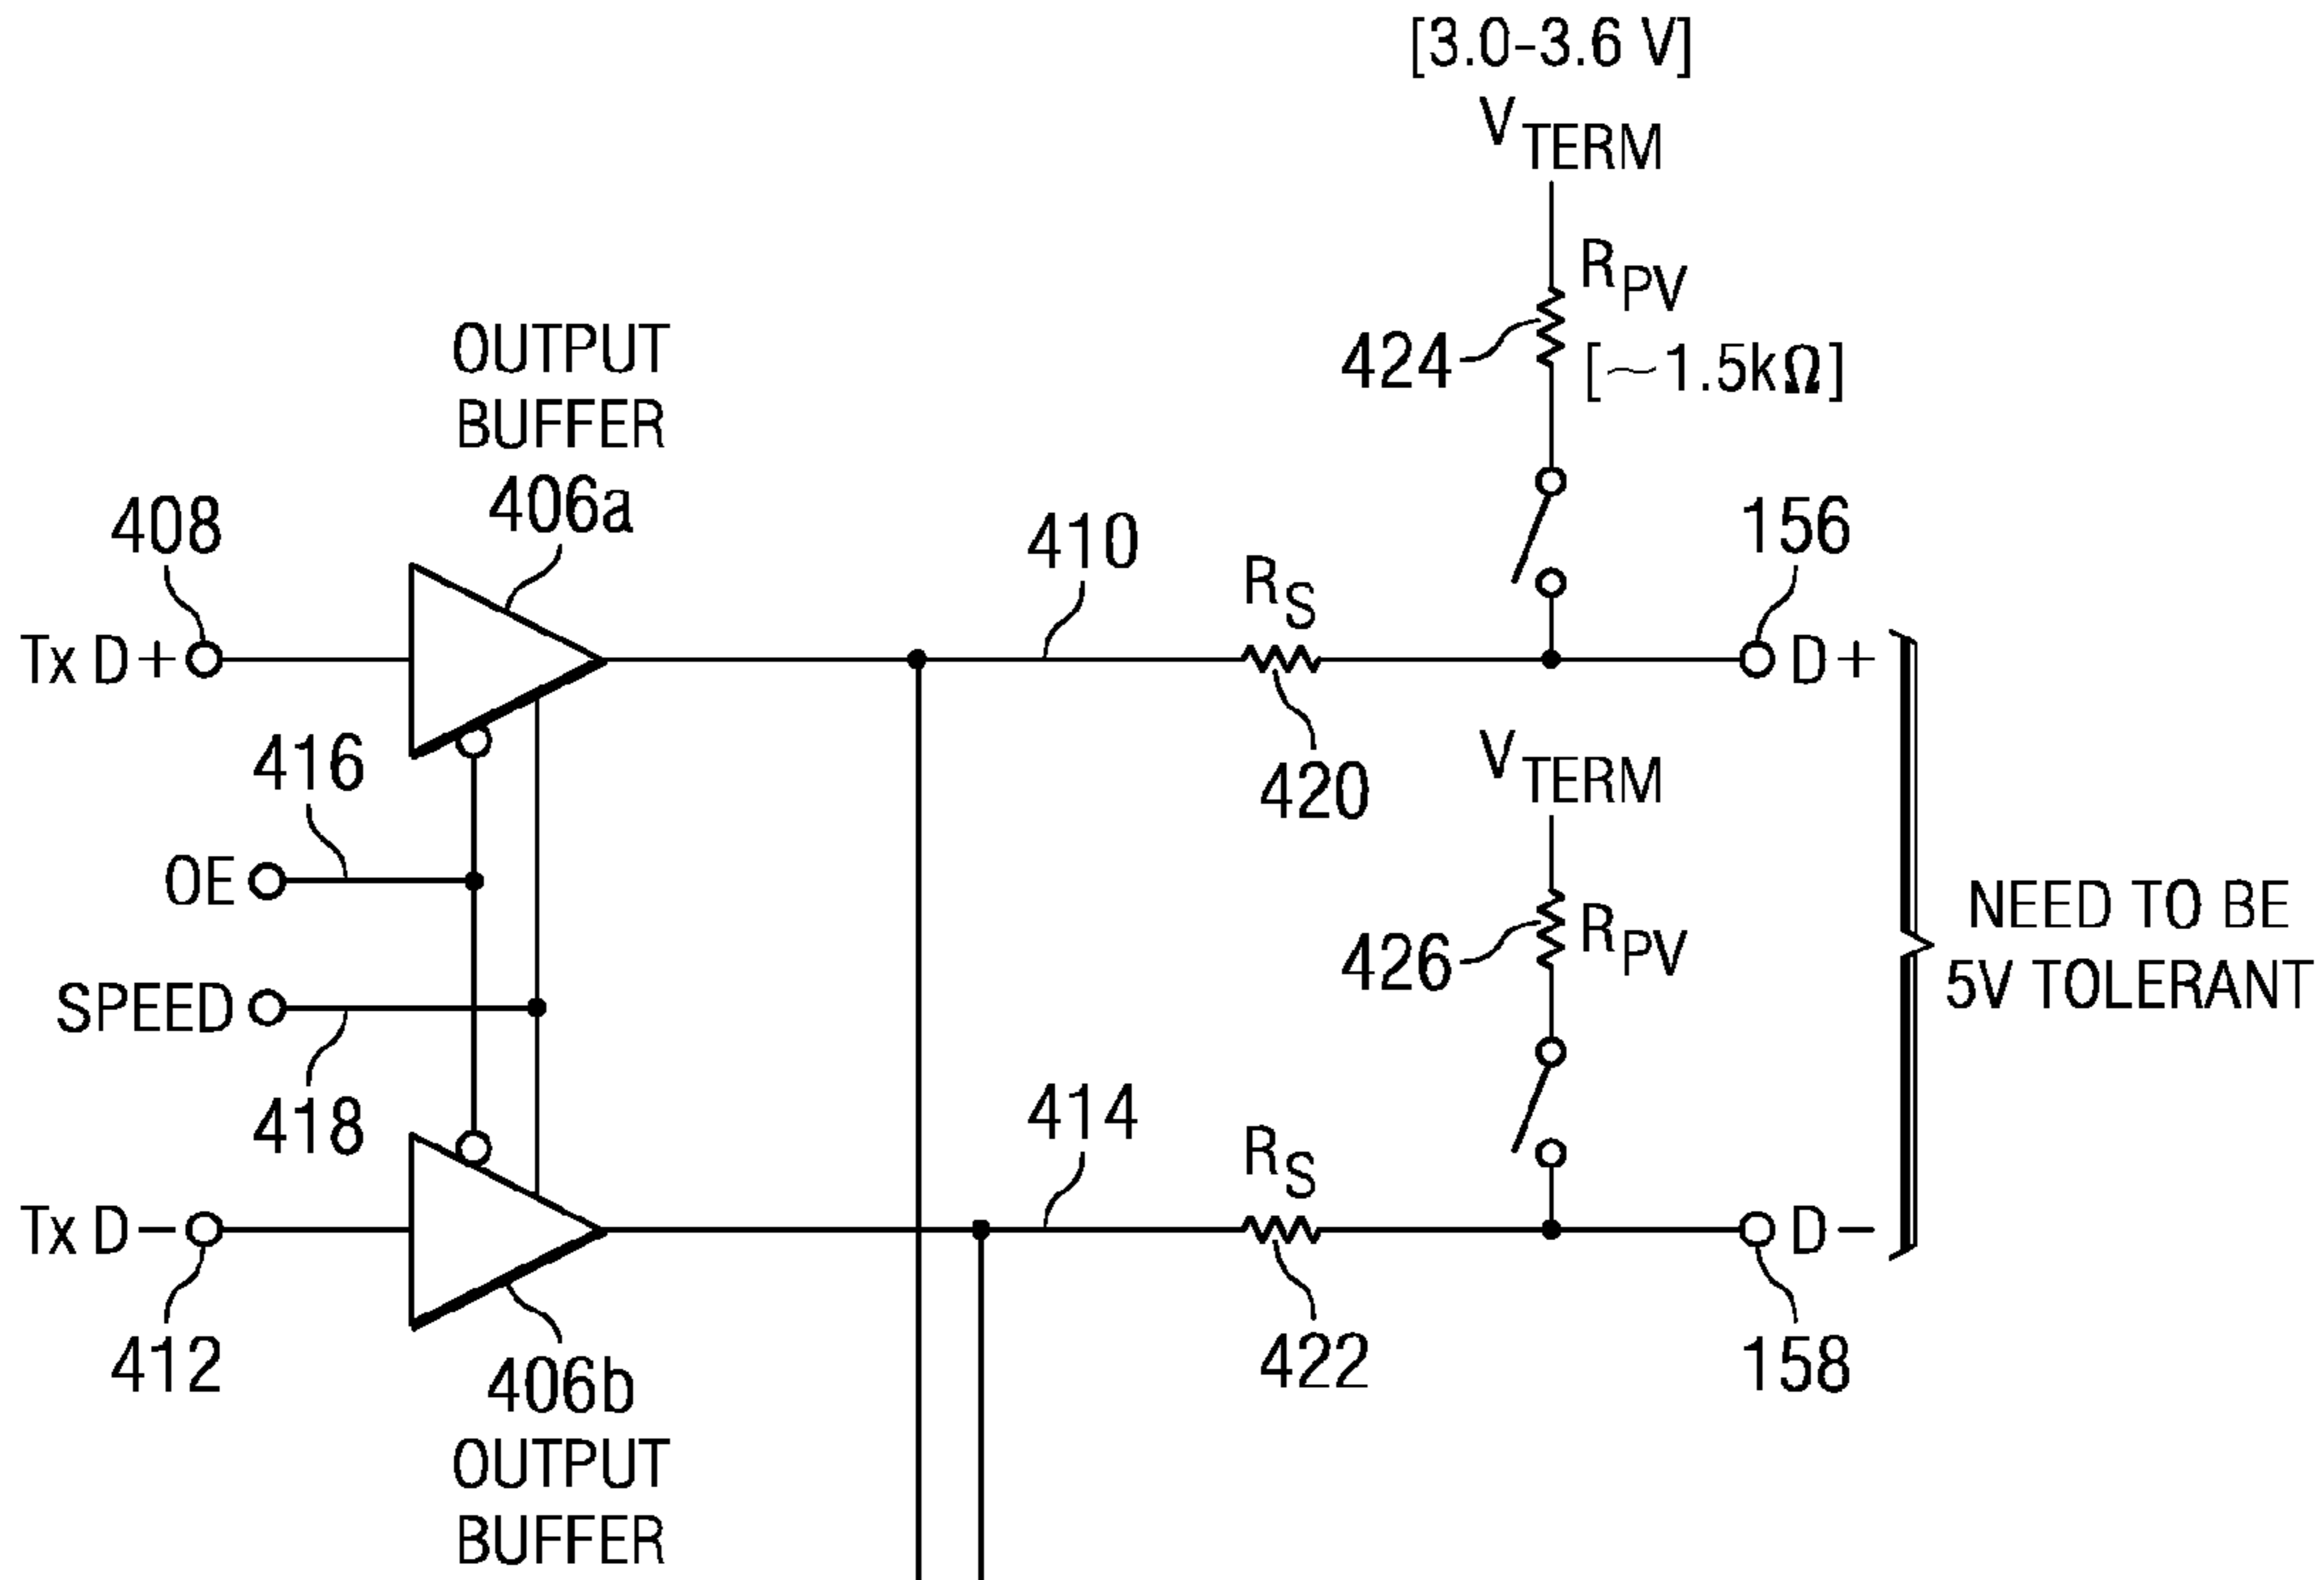 [3.0-3.6 V]
VTERM
RPV
424
[~1.5kΩ]
OUTPUT
BUFFER
406a
408
410
156
RS
Tx D+
D+
416
420
VTERM
OE
426
RPV
NEED TO BE
5V TOLERANT
SPEED
418
414
RS
Tx D-
D-
412
406b
OUTPUT
BUFFER
422
158